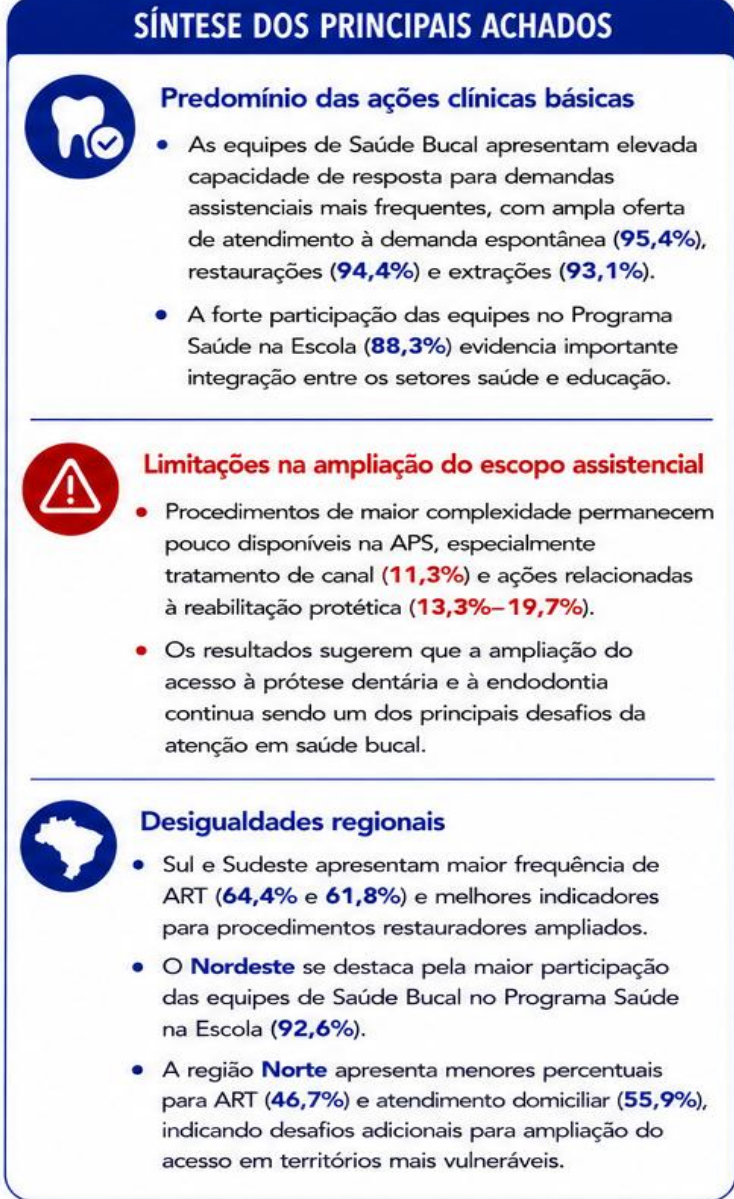 SÍNTESE DOS PRINCIPAIS ACHADOS
Predomínio das ações clínicas básicas
• As equipes de Saúde Bucal apresentam elevada
capacidade de resposta para demandas
assistenciais mais frequentes, com ampla oferta
de atendimento à demanda espontânea (95,4%),
restaurações (94,4%) e extrações (93,1%).
• A forte participação das equipes no Programa
Saúde na Escola (88,3%) evidencia importante
integração entre os setores saúde e educação.
Limitações na ampliação do escopo assistencial
• Procedimentos de maior complexidade permanecem
pouco disponíveis na APS, especialmente
tratamento de canal (11,3%) e ações relacionadas
à reabilitação protética (13,3%–19,7%).
• Os resultados sugerem que a ampliação do
acesso à prótese dentária e à endodontia
continua sendo um dos principais desafios da
atenção em saúde bucal.
Desigualdades regionais
• Sul e Sudeste apresentam maior frequência de
ART (64,4% e 61,8%) e melhores indicadores
para procedimentos restauradores ampliados.
• O Nordeste se destaca pela maior participação
das equipes de Saúde Bucal no Programa Saúde
na Escola (92,6%).
• A região Norte apresenta menores percentuais
para ART (46,7%) e atendimento domiciliar (55,9%),
indicando desafios adicionais para ampliação do
acesso em territórios mais vulneráveis.